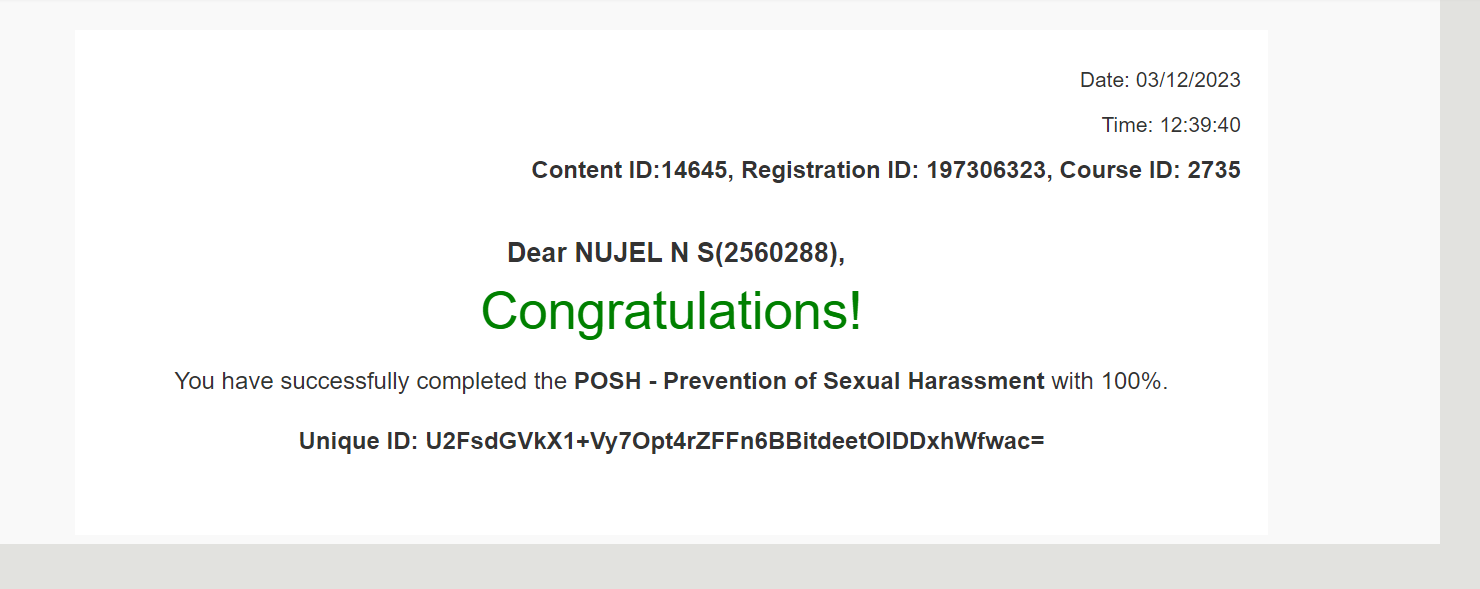 Date: 03/12/2023
Time: 12:39:40
Content ID:14645, Registration ID: 197306323, Course ID: 2735
Dear NUJEL N S(2560288),
Congratulations!
You have successfully completed the POSH - Prevention of Sexual Harassment with 100%.
Unique ID: U2FsdGVkX1+Vy7Opt4rZFFn6BBitdeetOlDDxhWfwac=